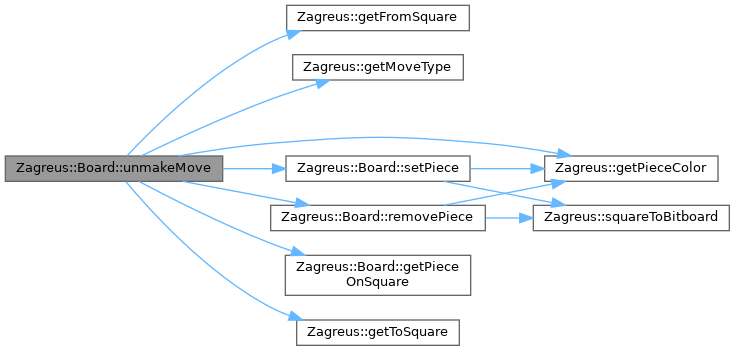 Zagreus::getFromSquare
Zagreus::getMoveType
Zagreus::Board::unmakeMove
Zagreus::Board::setPiece
Zagreus::getPieceColor
Zagreus::Board::removePiece
Zagreus::squareToBitboard
Zagreus::Board::getPiece
OnSquare
Zagreus::getToSquare